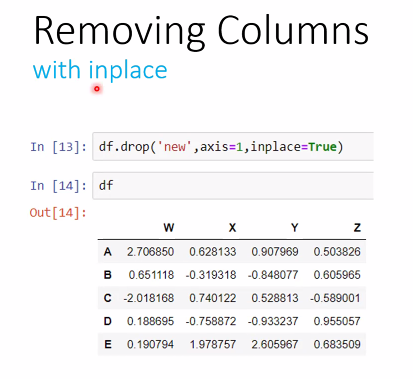 Removing Columns
with inplace
In [13]: df.drop('new',axis=1,inplace=True)
In [14]: df
Out[14]:
W X Y Z
A 2.706850 0.628133 0.907969 0.503826
B 0.651118 -0.319318 -0.848077 0.605965
C -2.018168 0.740122 0.528813 -0.589001
D 0.188695 -0.758872 -0.933237 0.955057
E 0.190794 1.978757 2.605967 0.683509